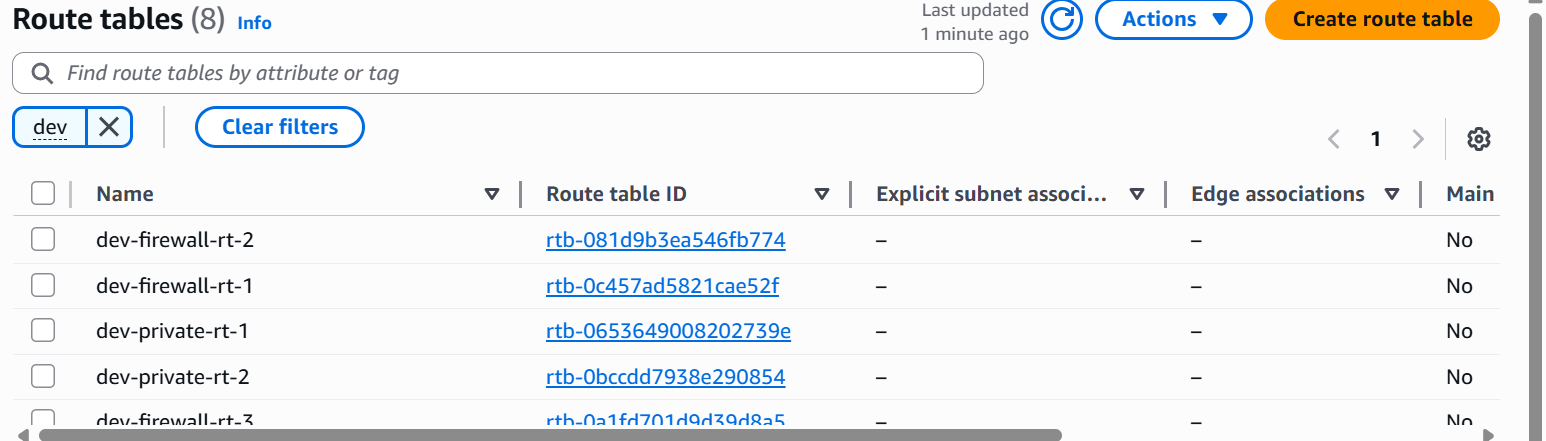 Route tables (8) Info
Last updated
1 minute ago
Actions
Create route table
Find route tables by attribute or tag
dev
Clear filters
1
Name Route table ID Explicit subnet associ... Edge associations Main
dev-firewall-rt-2 rtb-081d9b3ea546fb774 – – No
dev-firewall-rt-1 rtb-0c457ad5821cae52f – – No
dev-private-rt-1 rtb-0653649008202739e – – No
dev-private-rt-2 rtb-0bccdd7938e290854 – – No
dev-firewall-rt-3 rtb-0a1fd701d9d39d8a5 – – No